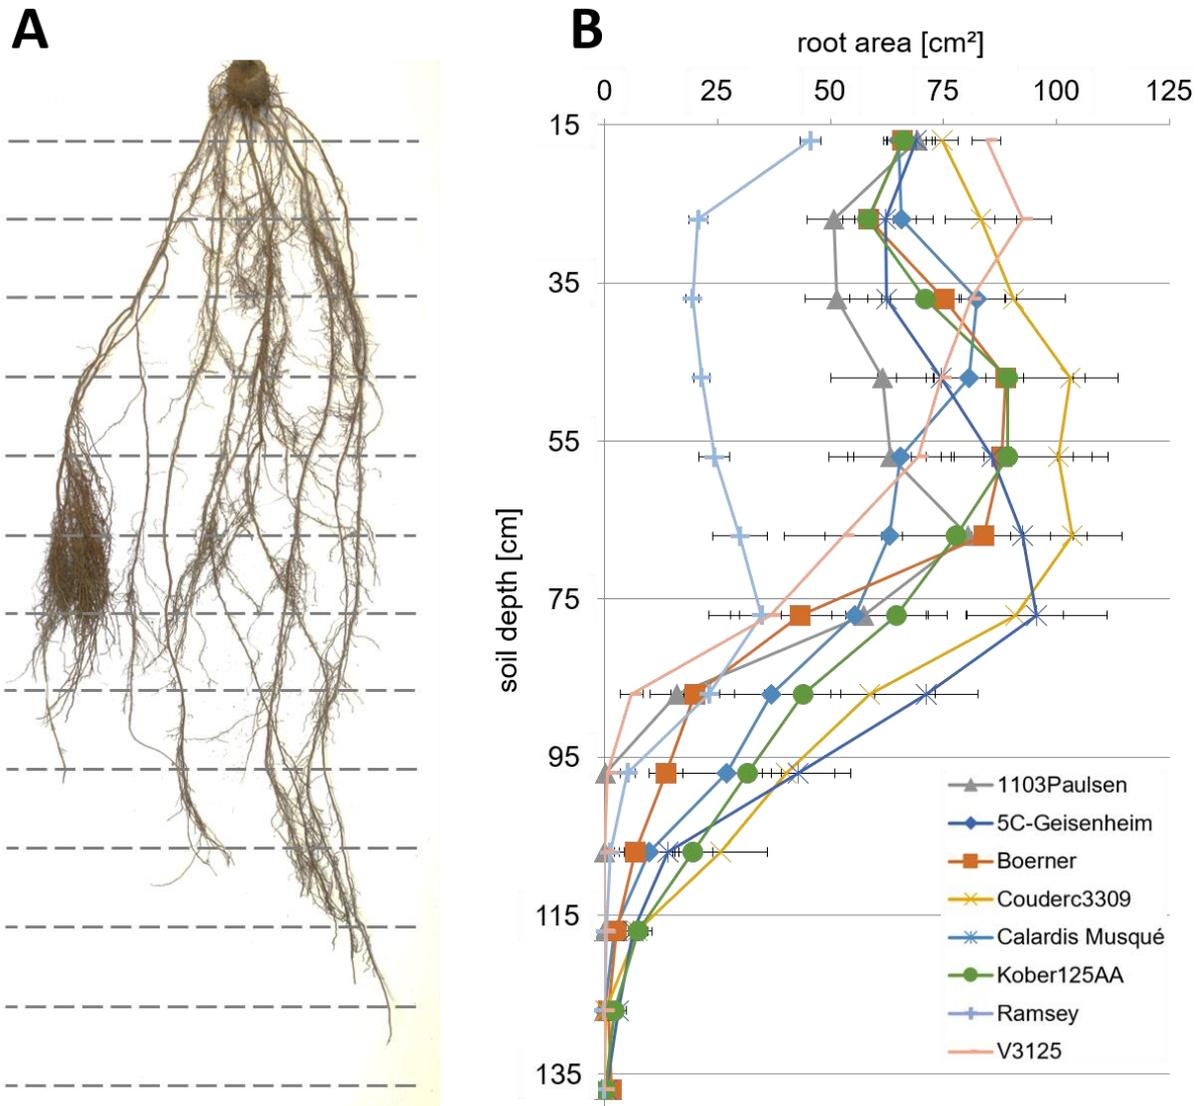 A
B
root area [cm²]
0 25 50 75 100 125
15
35
55
75
95
115
135
soil depth [cm]
1103Paulsen
5C-Geisenheim
Boerner
Couderc3309
Calardis Musqué
Kober125AA
Ramsey
V3125